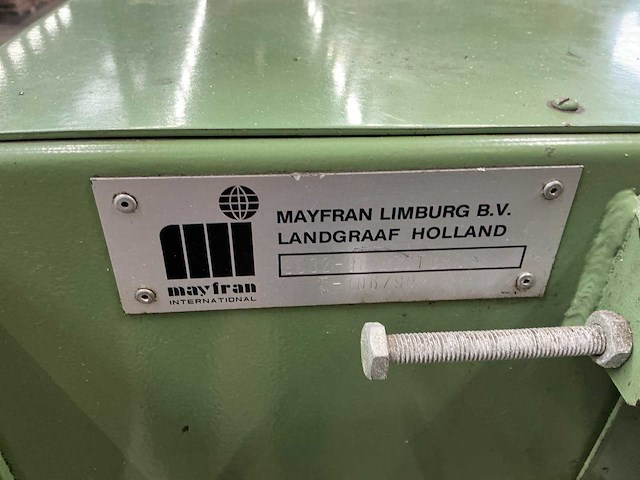 MAYFRAN LIMBURG B.V.
LANDGRAAF HOLLAND
mayfran
INTERNATIONAL